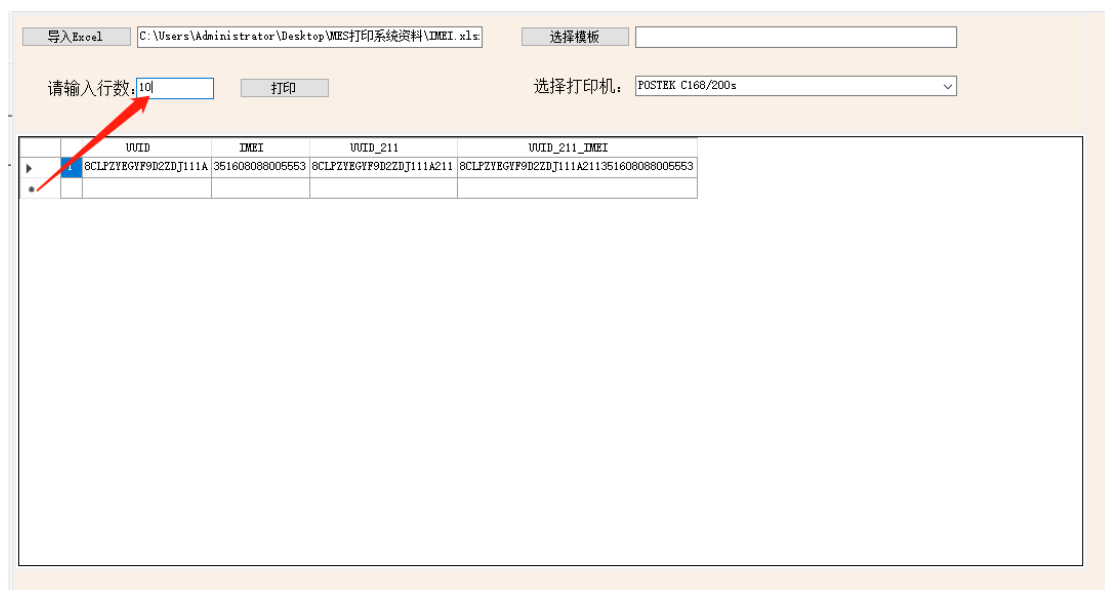 导入Excel C:\Users\Administrator\Desktop\MES打印系统资料\IMEI.xls 选择模板
请输入行数: 10 打印 选择打印机: POSTEK C168/200s
UUID IMEI UUID_211 UUID_211_IMEI
1 8CLPZYEGYF9D2ZDJ111A 351608088005553 8CLPZYEGYF9D2ZDJ111A211 8CLPZYEGYF9D2ZDJ111A211351608088005553